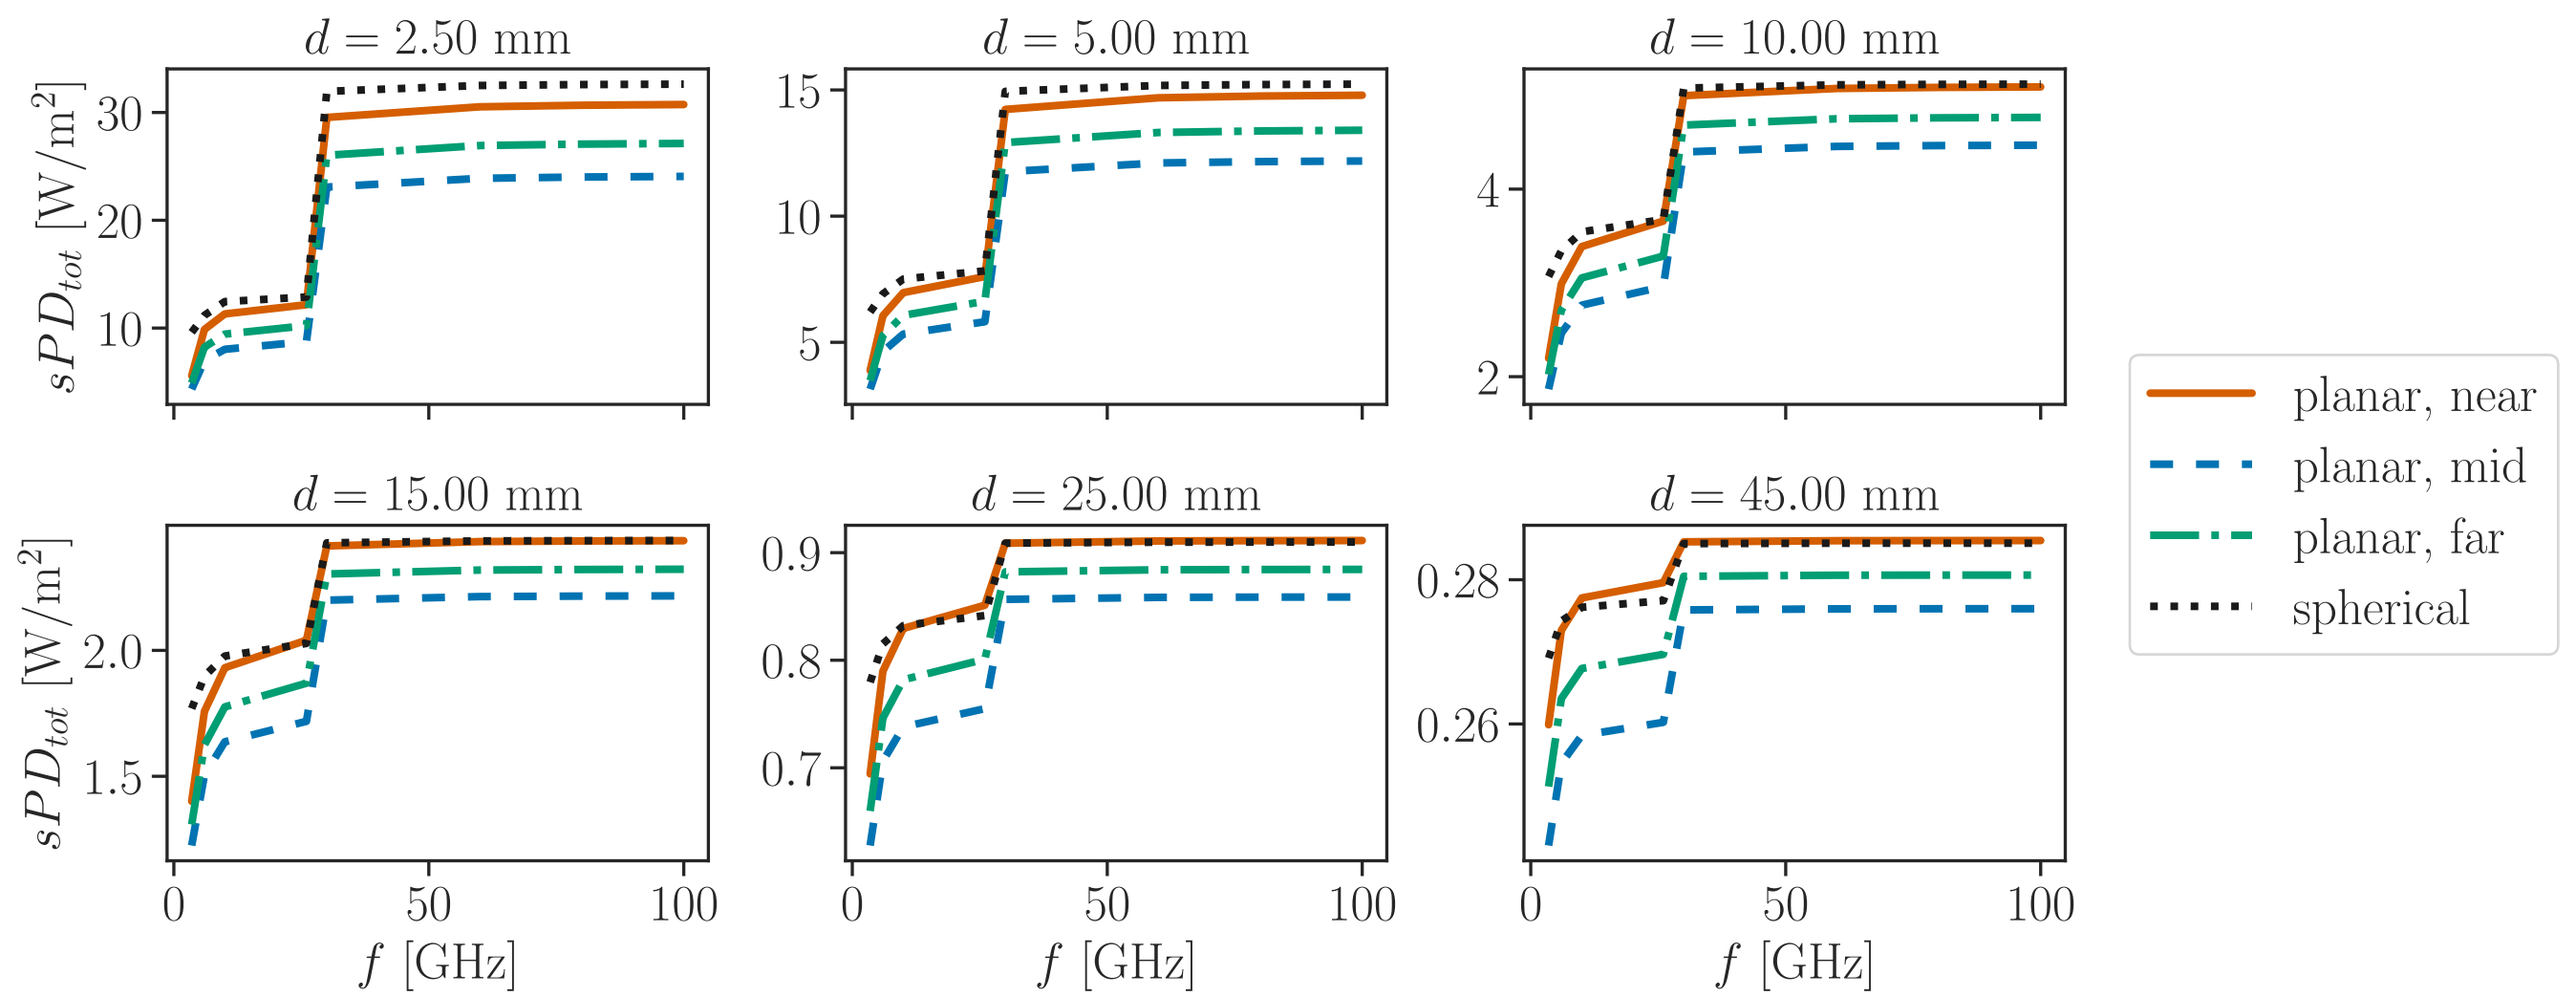 d = 2.50 mm
d = 5.00 mm
d = 10.00 mm
sPD_tot [W/m²]
30
20
10
15
10
5
4
2
planar, near
planar, mid
planar, far
spherical
d = 15.00 mm
d = 25.00 mm
d = 45.00 mm
sPD_tot [W/m²]
2.0
1.5
0.9
0.8
0.7
0.28
0.26
0 50 100
0 50 100
0 50 100
f [GHz]
f [GHz]
f [GHz]